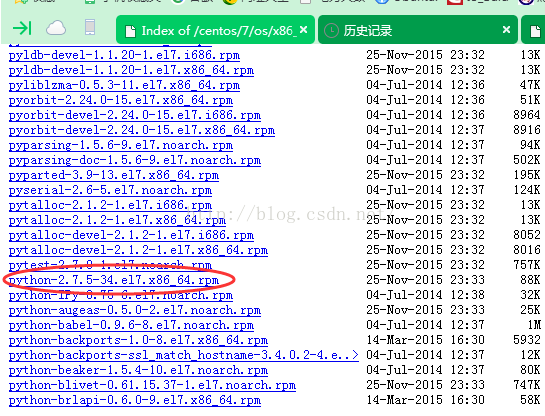 Index of /centos/7/os/x86_
历史记录
pyldb-devel-1.1.20-1.el7.i686.rpm 25-Nov-2015 23:32 13K
pyldb-devel-1.1.20-1.el7.x86_64.rpm 25-Nov-2015 23:32 13K
pyliblzma-0.5.3-11.el7.x86_64.rpm 04-Jul-2014 12:36 47K
pyorbit-2.24.0-15.el7.x86_64.rpm 04-Jul-2014 12:36 51K
pyorbit-devel-2.24.0-15.el7.i686.rpm 04-Jul-2014 12:36 8964
pyorbit-devel-2.24.0-15.el7.x86_64.rpm 04-Jul-2014 12:37 8916
pyparsing-1.5.6-9.el7.noarch.rpm 04-Jul-2014 12:37 94K
pyparsing-doc-1.5.6-9.el7.noarch.rpm 04-Jul-2014 12:37 502K
pyparted-3.9-13.el7.x86_64.rpm 25-Nov-2015 23:32 195K
pyserial-2.6-5.el7.noarch.rpm 04-Jul-2014 12:37 124K
pytalloc-2.1.2-1.el7.i686.rpm 25-Nov-2015 23:32 13K
pytalloc-2.1.2-1.el7.x86_64.rpm 25-Nov-2015 23:32 13K
http://blog.csdn.net
pytalloc-devel-2.1.2-1.el7.i686.rpm 25-Nov-2015 23:32 8052
pytalloc-devel-2.1.2-1.el7.x86_64.rpm 25-Nov-2015 23:32 8016
pytest-2.7.0-1.el7.noarch.rpm 25-Nov-2015 23:32 757K
python-2.7.5-34.el7.x86_64.rpm 25-Nov-2015 23:33 88K
python-IPy-0.75-6.el7.noarch.rpm 04-Jul-2014 12:38 32K
python-augeas-0.5.0-2.el7.noarch.rpm 25-Nov-2015 23:33 25K
python-babel-0.9.6-8.el7.noarch.rpm 04-Jul-2014 12:37 1M
python-backports-1.0-8.el7.x86_64.rpm 14-Mar-2015 16:30 5932
python-backports-ssl_match_hostname-3.4.0.2-4.e..> 04-Jul-2014 12:37 12K
python-beaker-1.5.4-10.el7.noarch.rpm 04-Jul-2014 12:37 80K
python-blivet-0.61.15.37-1.el7.noarch.rpm 25-Nov-2015 23:33 747K
python-brlapi-0.6.0-9.el7.x86_64.rpm 14-Mar-2015 16:30 58K